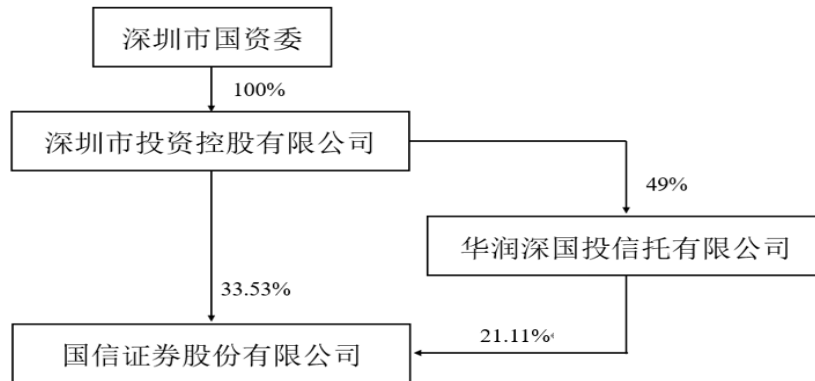 深圳市国资委
100%
深圳市投资控股有限公司
49%
华润深国投信托有限公司
33.53%
21.11%
国信证券股份有限公司